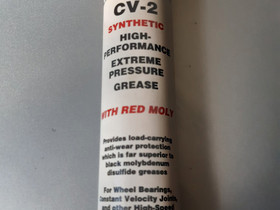 CV-2
SYNTHETIC
HIGH-
PERFORMANCE
EXTREME
PRESSURE
GREASE
WITH RED MOLY
Provides load-carrying
anti-wear protection
which is far superior to
black molybdenum
disulfide greases
For Wheel Bearings,
Constant Velocity Joints
and other High-Speed